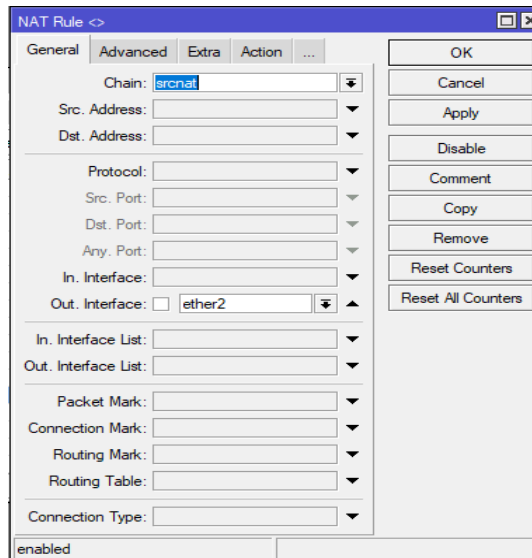 NAT Rule <>
General Advanced Extra Action ...
Chain: srcnat
Src. Address:
Dst. Address:
Protocol:
Src. Port:
Dst. Port:
Any. Port:
In. Interface:
Out. Interface: ether2
In. Interface List:
Out. Interface List:
Packet Mark:
Connection Mark:
Routing Mark:
Routing Table:
Connection Type:
enabled
OK
Cancel
Apply
Disable
Comment
Copy
Remove
Reset Counters
Reset All Counters